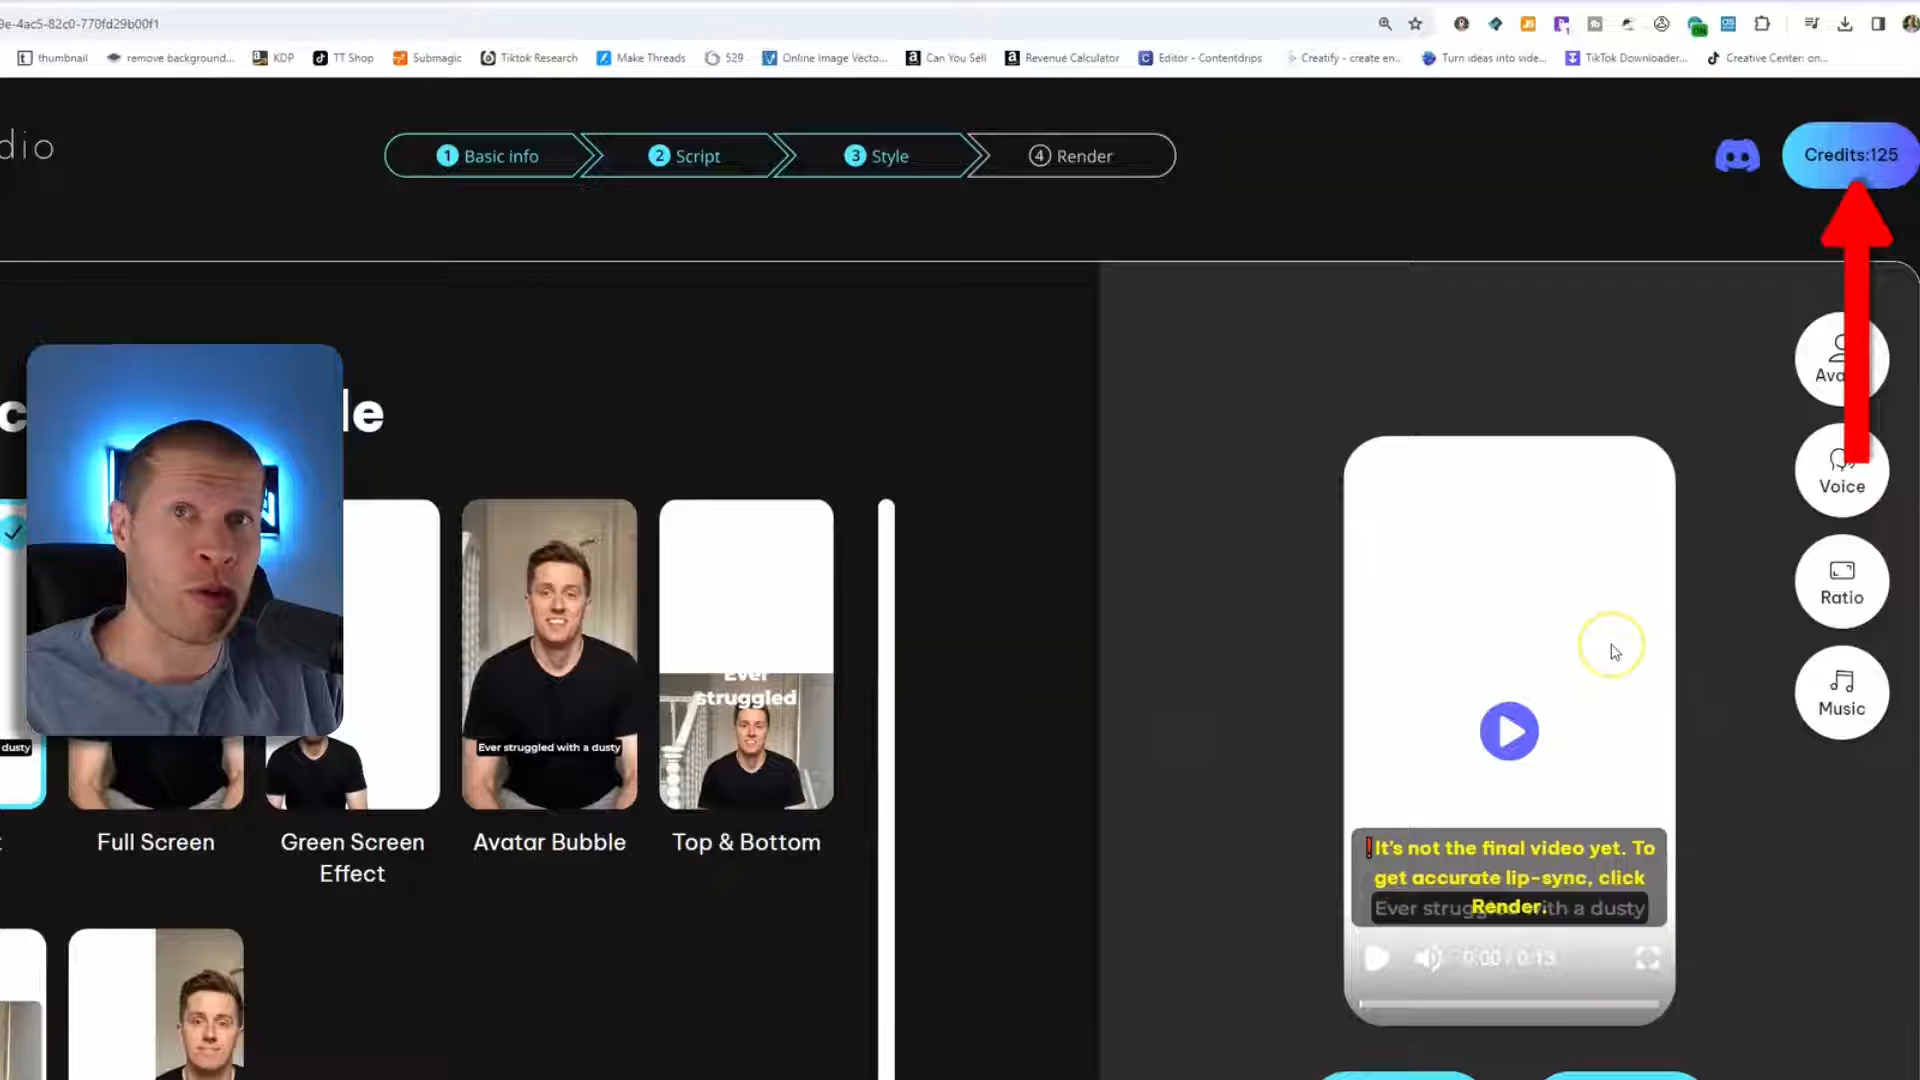 9e-4ac5-82c0-770fd29b00f1
thumbnail remove background... KDP TT Shop Submagic Tiktok Research Make Threads 529 Online Image Vecto... Can You Sell Revenue Calculator Editor - Contentdrips Creatify - create en... Turn ideas into vide... TikTok Downloader... Creative Center: on...
dio
1 Basic info
2 Script
3 Style
4 Render
Credits:125
le
Ever
struggled
dusty
Ever struggled with a dusty
Full Screen
Green Screen
Effect
Avatar Bubble
Top & Bottom
Voice
Ratio
Music
It's not the final video yet. To
get accurate lip-sync, click
Render.
Ever struggled with a dusty
0:00 / 0:13